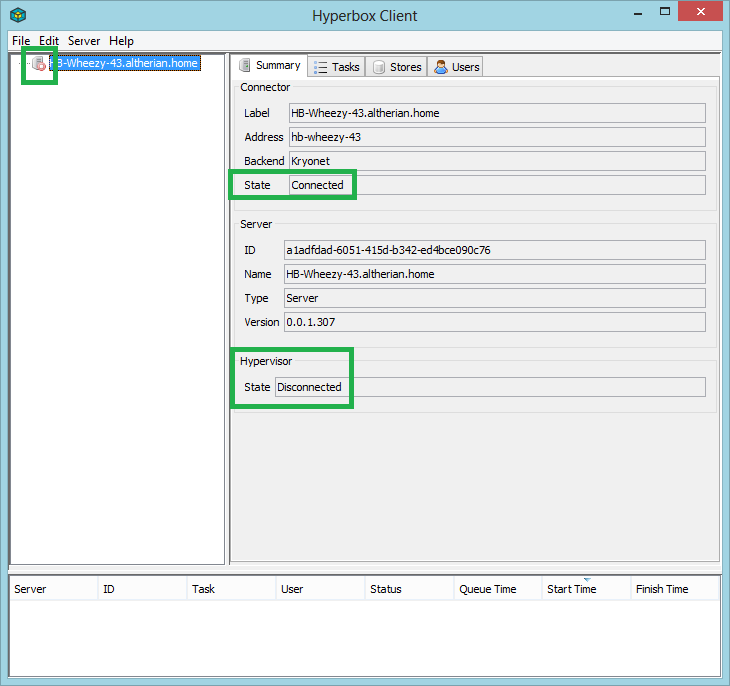 Hyperbox Client
File Edit Server Help
HB-Wheezy-43.altherian.home
Summary Tasks Stores Users
Connector
Label HB-Wheezy-43.altherian.home
Address hb-wheezy-43
Backend Kryonet
State Connected
Server
ID a1adfdad-6051-415d-b342-ed4bce090c76
Name HB-Wheezy-43.altherian.home
Type Server
Version 0.0.1.307
Hypervisor
State Disconnected
Server ID Task User Status Queue Time Start Time Finish Time